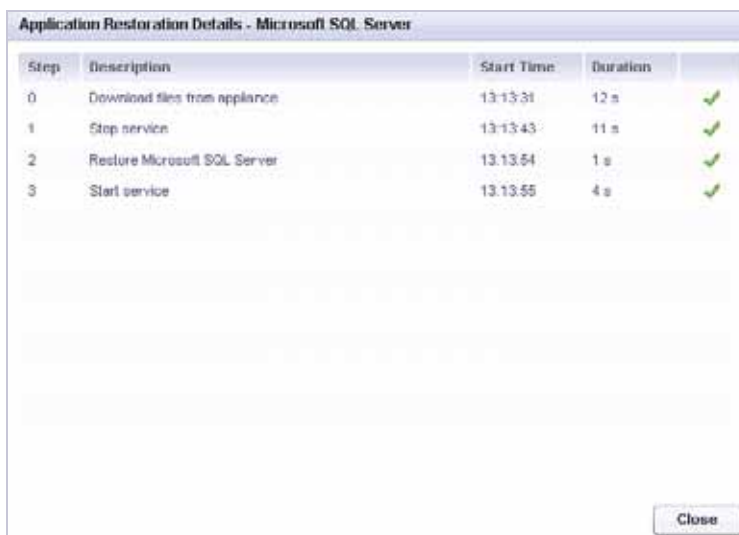 Application Restoration Details - Microsoft SQL Server
Step Description Start Time Duration
0 Download files from appliance 13:13:31 12 s
1 Stop service 13:13:43 11 s
2 Restore Microsoft SQL Server 13:13:54 1 s
3 Start service 13:13:55 4 s
Close